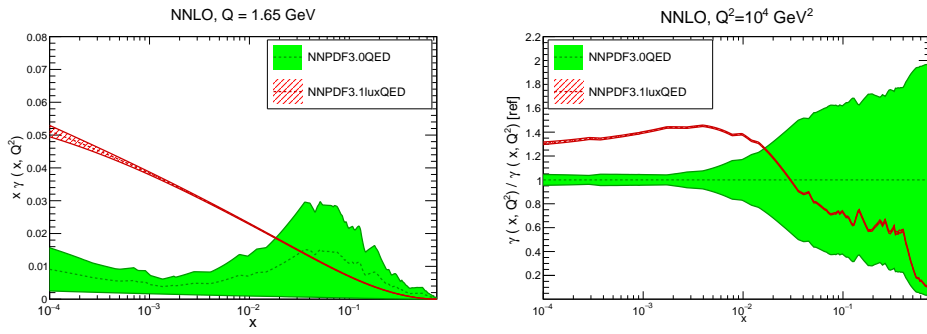 NNLO, Q = 1.65 GeV
x γ ( x, Q²)
0.08
0.07
0.06
0.05
0.04
0.03
0.02
0.01
0
NNPDF3.0QED
NNPDF3.1luxQED
10⁻⁴ 10⁻³ 10⁻² 10⁻¹
x
NNLO, Q²=10⁴ GeV²
γ ( x, Q²) / γ ( x, Q²) [ref]
2.2
2
1.8
1.6
1.4
1.2
1
0.8
0.6
0.4
0.2
NNPDF3.0QED
NNPDF3.1luxQED
10⁻⁴ 10⁻³ 10⁻² 10⁻¹
x